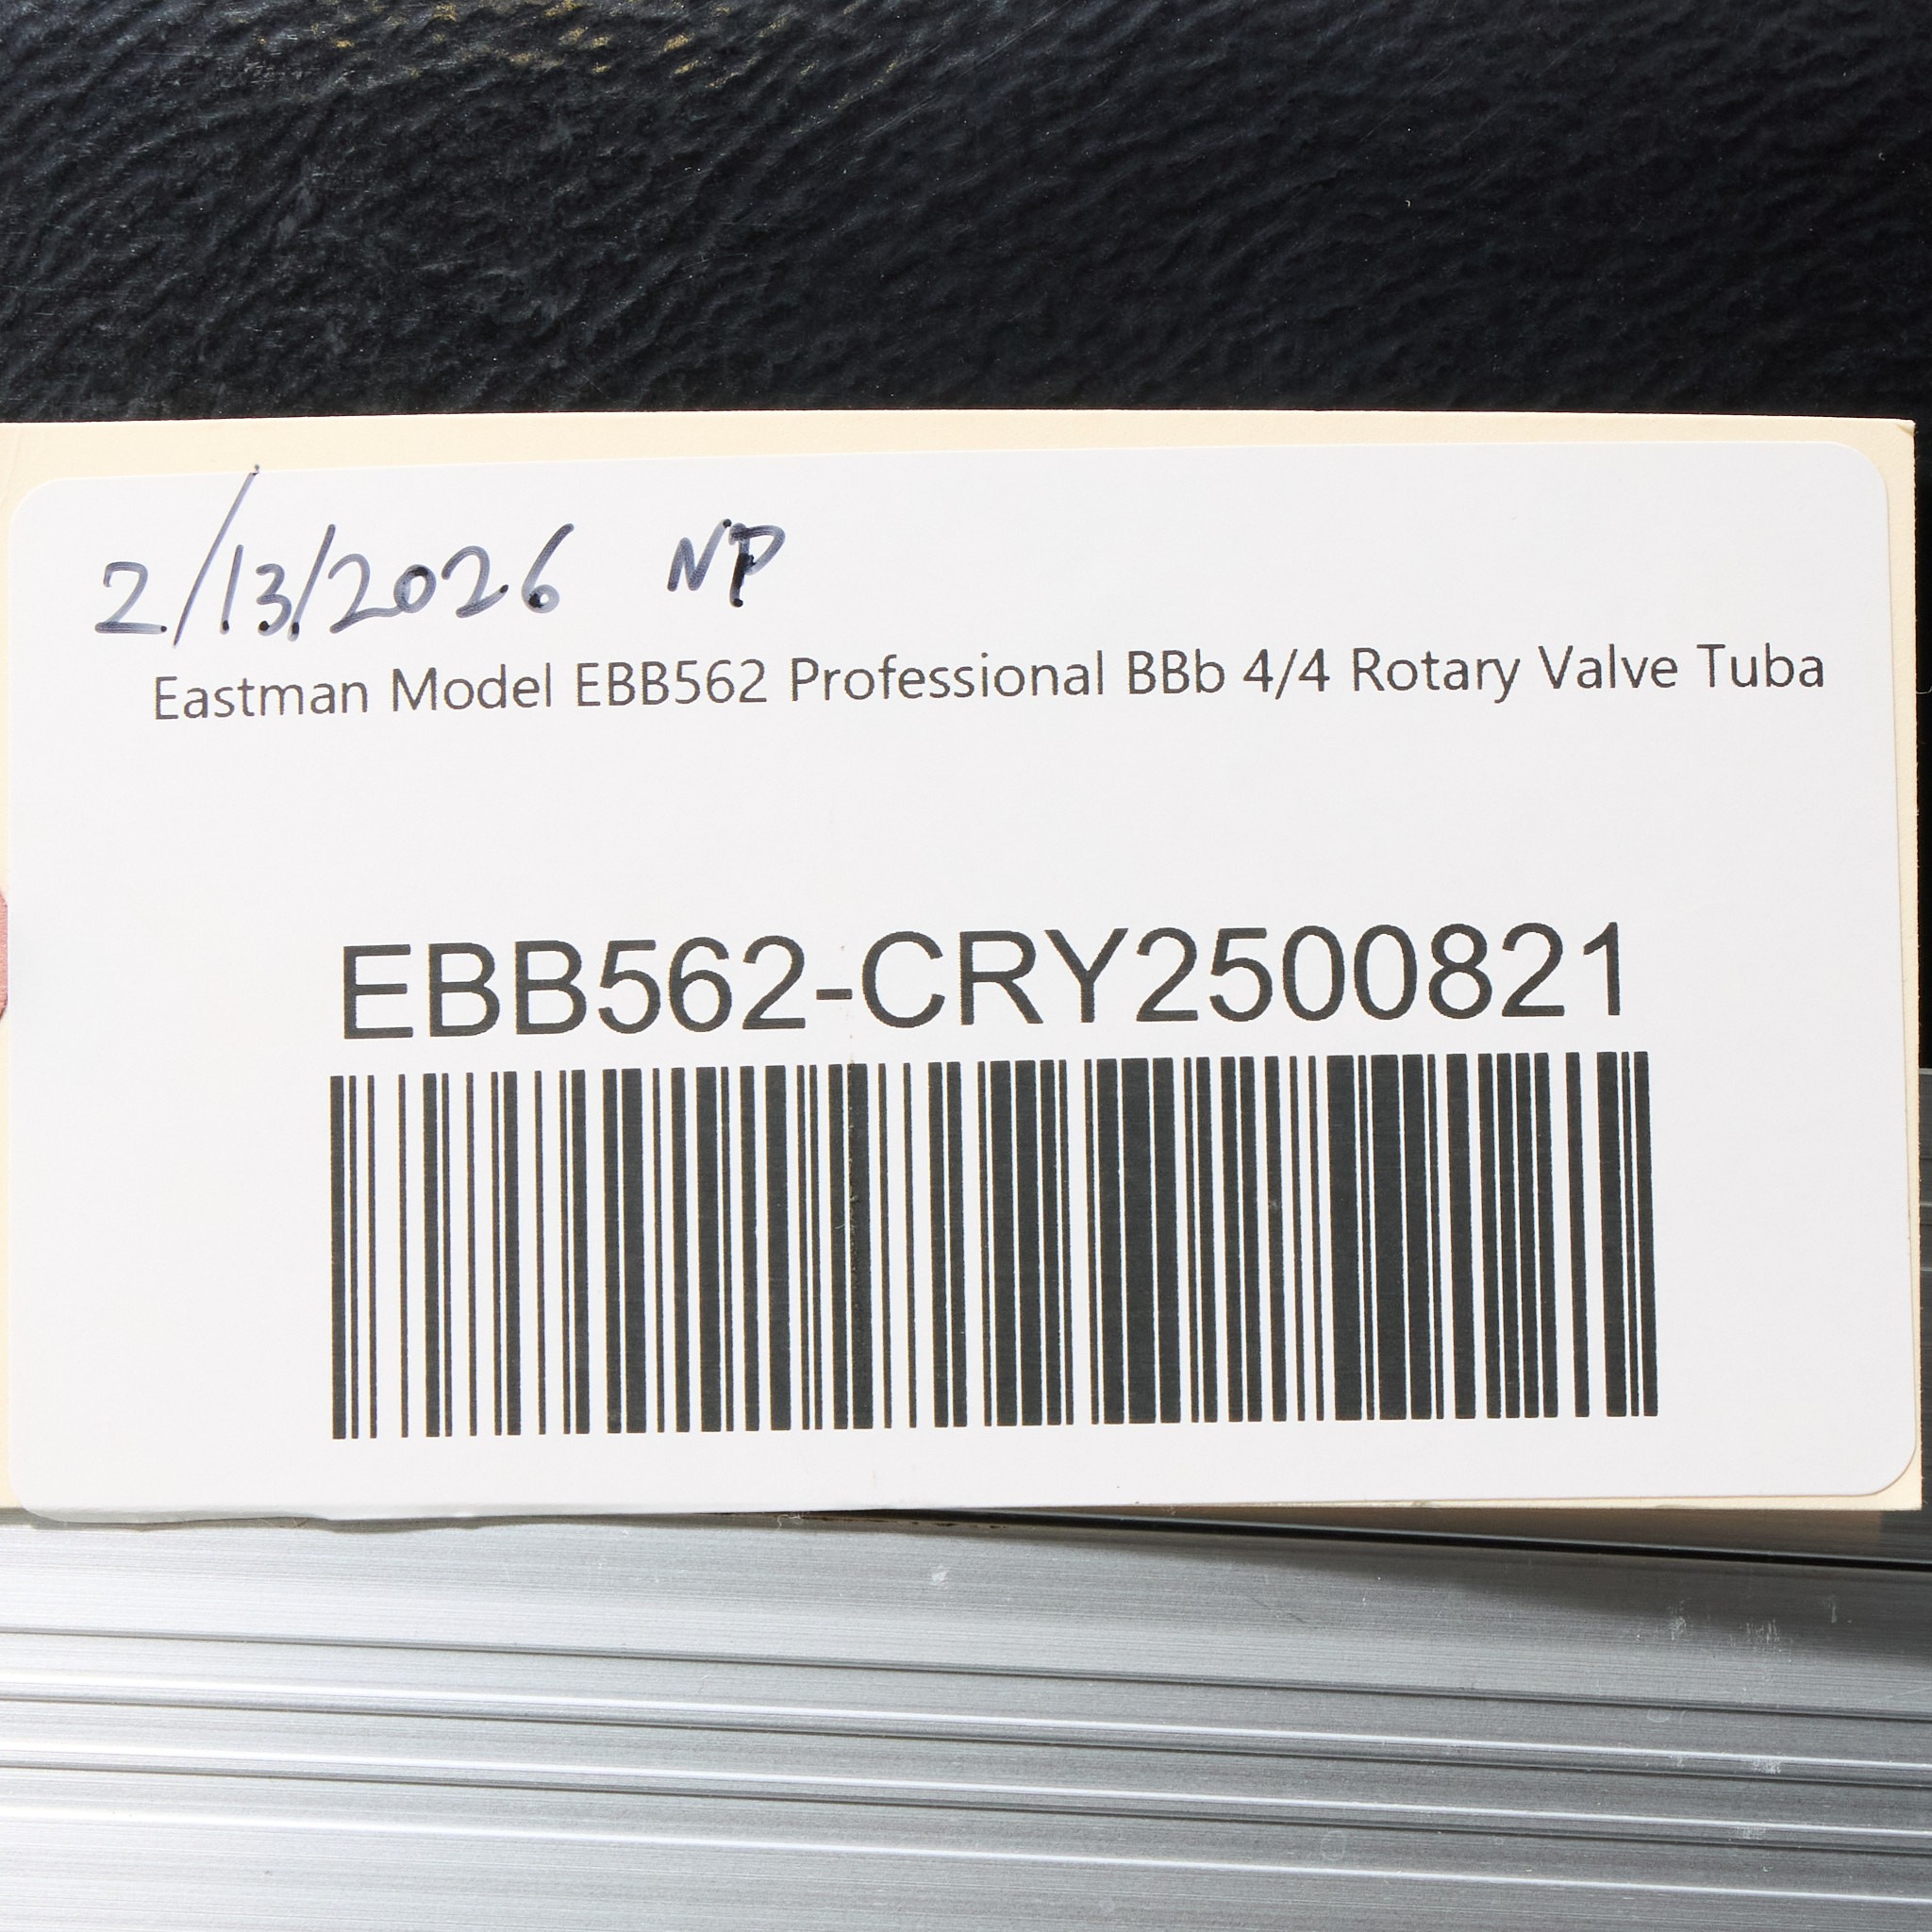 2/13/2026 NP
Eastman Model EBB562 Professional BBb 4/4 Rotary Valve Tuba
EBB562-CRY2500821